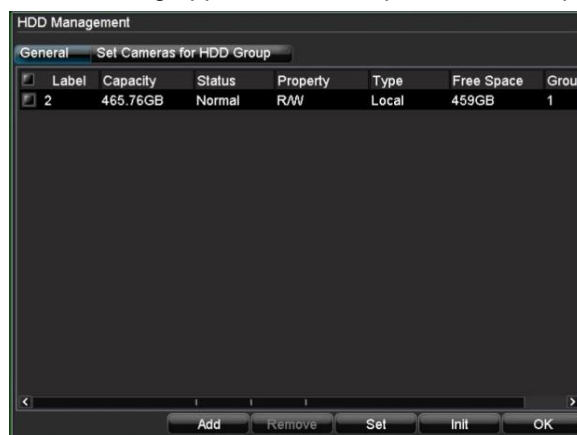 HDD Management
General Set Cameras for HDD Group
Label Capacity Status Property Type Free Space Grou
2 465.76GB Normal R/W Local 459GB 1
Add Remove Set Init OK